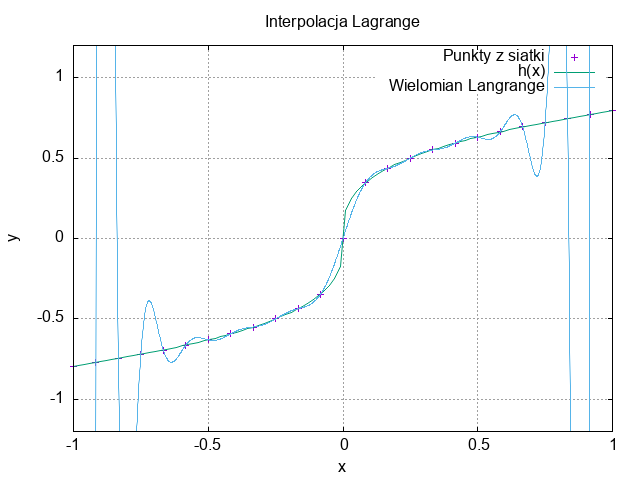 Interpolacja Lagrange
Punkty z siatki
h(x)
Wielomian Langrange
1
0.5
0
-0.5
-1
y
-1
-0.5
0
0.5
1
x